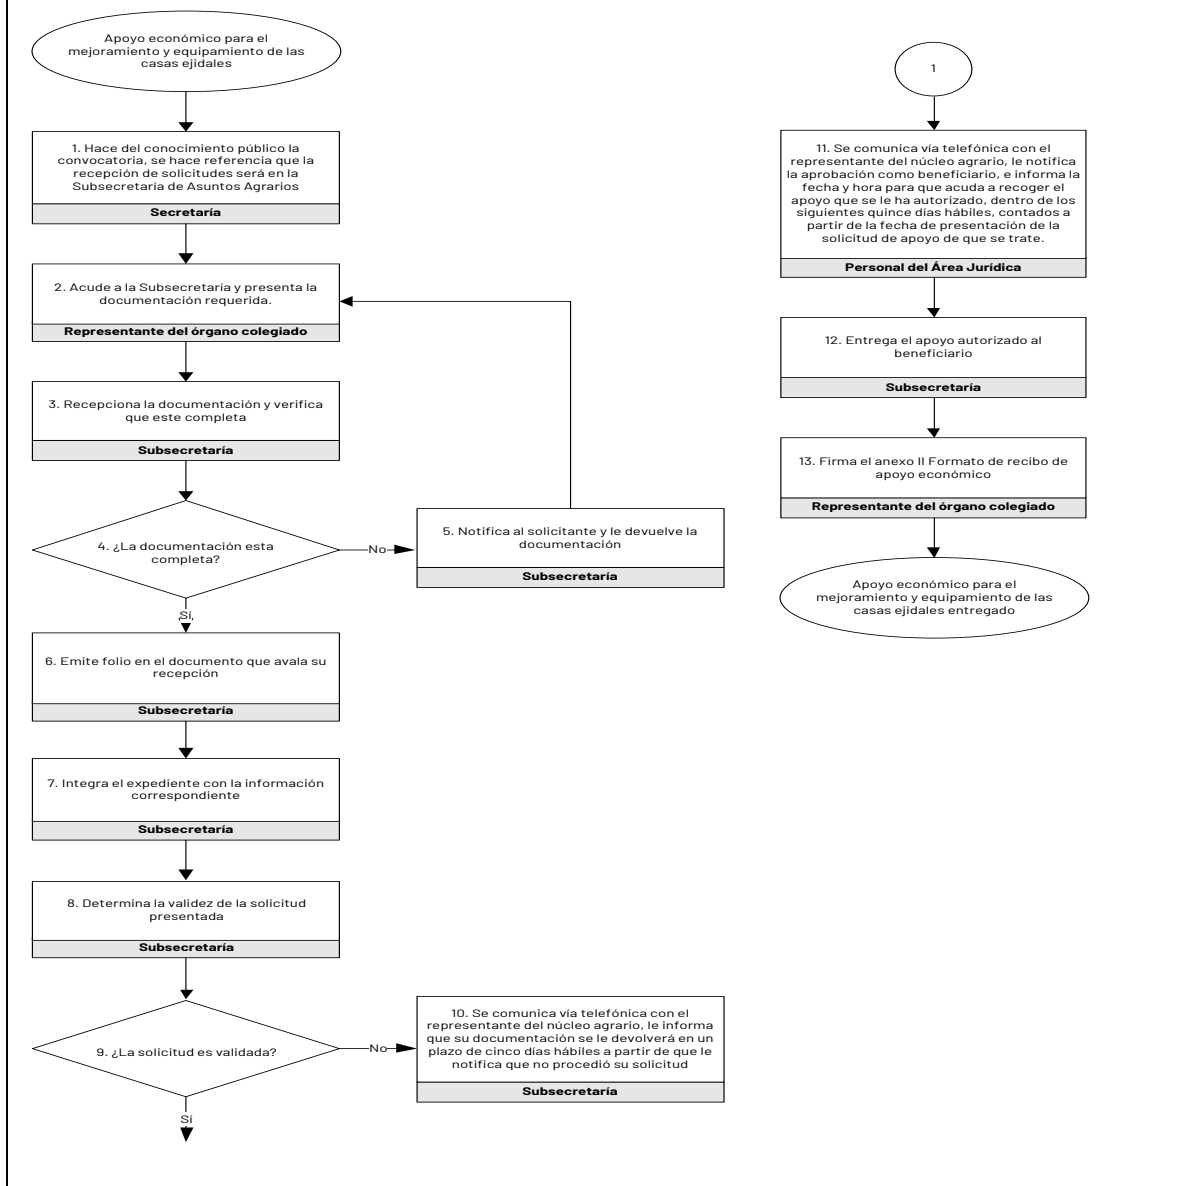 Apoyo económico para el
mejoramiento y equipamiento de las
casas ejidales
1. Hace del conocimiento público la
convocatoria, se hace referencia que la
recepción de solicitudes será en la
Subsecretaría de Asuntos Agrarios
Secretaría
2. Acude a la Subsecretaría y presenta la
documentación requerida.
Representante del órgano colegiado
3. Recepciona la documentación y verifica
que este completa
Subsecretaría
4. ¿La documentación esta
completa?
No
5. Notifica al solicitante y le devuelve la
documentación
Subsecretaría
Sí,
6. Emite folio en el documento que avala su
recepción
Subsecretaría
7. Integra el expediente con la información
correspondiente
Subsecretaría
8. Determina la validez de la solicitud
presentada
Subsecretaría
9. ¿La solicitud es validada?
No
10. Se comunica vía telefónica con el
representante del núcleo agrario, le informa
que su documentación se le devolverá en un
plazo de cinco días hábiles a partir de que le
notifica que no procedió su solicitud
Subsecretaría
Sí
1
11. Se comunica vía telefónica con el
representante del núcleo agrario, le notifica
la aprobación como beneficiario, e informa la
fecha y hora para que acuda a recoger el
apoyo que se le ha autorizado, dentro de los
siguientes quince días hábiles, contados a
partir de la fecha de presentación de la
solicitud de apoyo de que se trate.
Personal del Área Jurídica
12. Entrega el apoyo autorizado al
beneficiario
Subsecretaría
13. Firma el anexo II Formato de recibo de
apoyo económico
Representante del órgano colegiado
Apoyo económico para el
mejoramiento y equipamiento de las
casas ejidales entregado